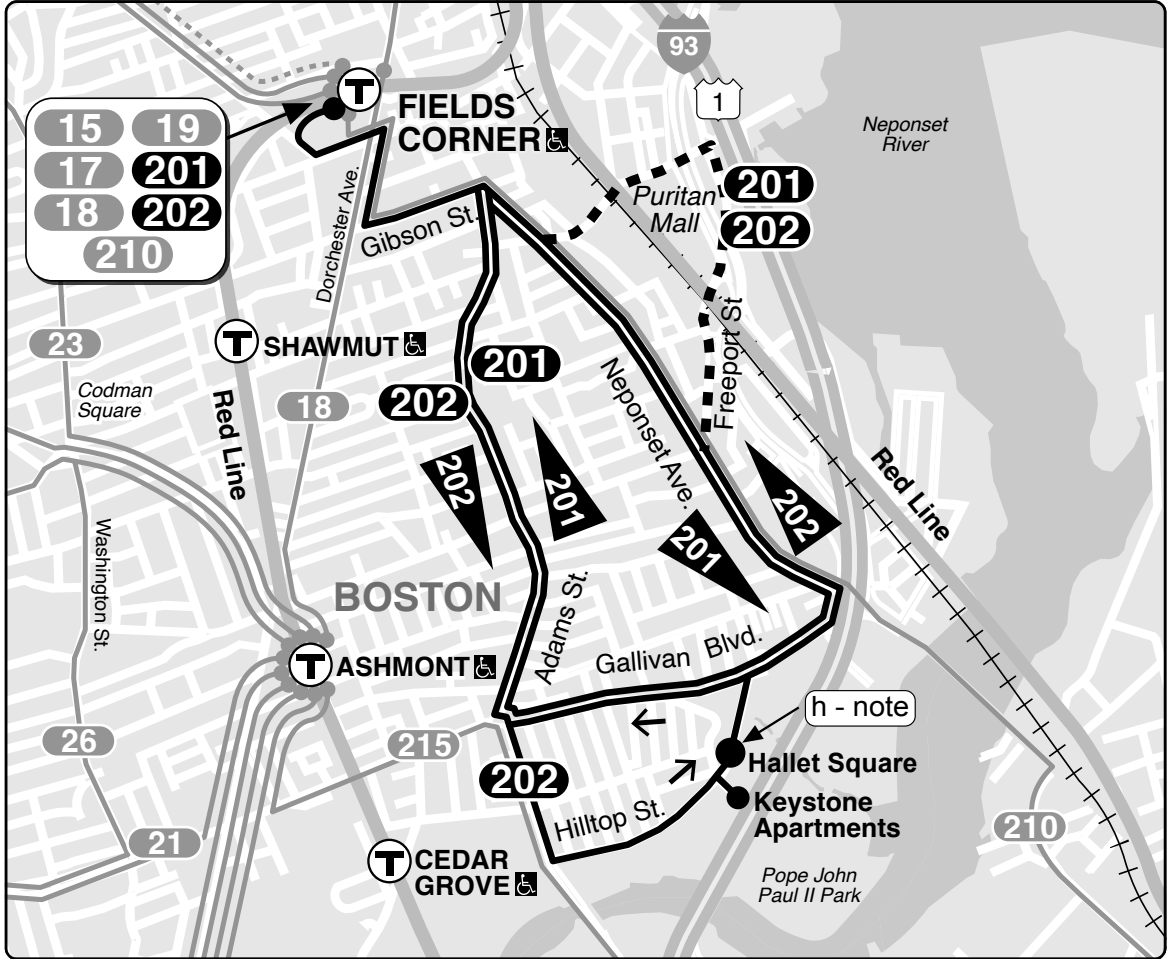 93
1
T
FIELDS
CORNER
15 19
17 201
18 202
210
Neponset
River
Puritan
Mall
201
202
Dorchester Ave.
Gibson St.
T SHAWMUT
23
Codman
Square
18
Red Line
201
202
Freeport St
Neponset Ave.
202
201
201
202
Red Line
Washington St.
BOSTON
T ASHMONT
Adams St.
Gallivan Blvd.
h - note
Hallet Square
Keystone
Apartments
26
215
202
Hilltop St.
21
T CEDAR
GROVE
210
Pope John
Paul II Park